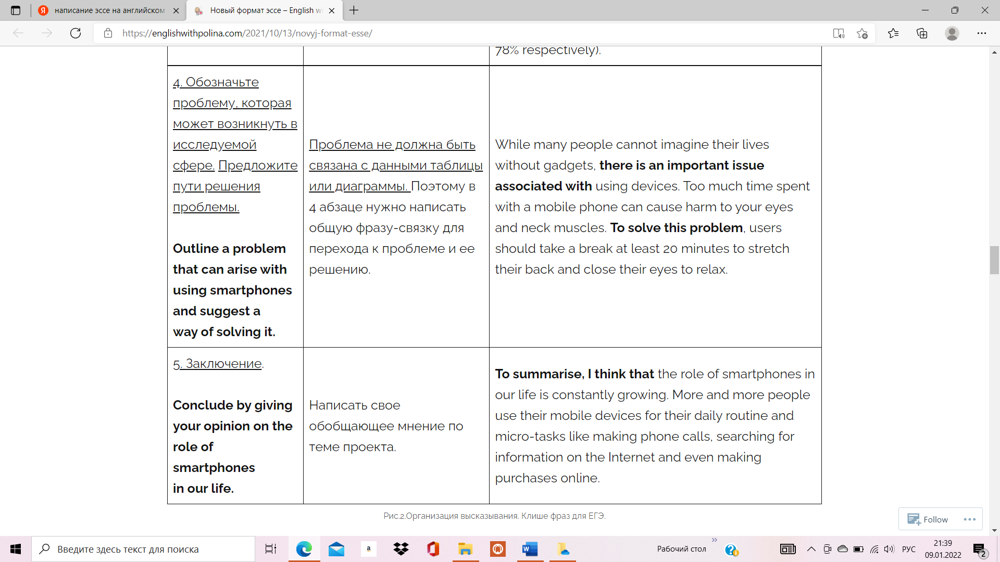 написание эссе на английском
Новый формат эссе – English wi
https://englishwithpolina.com/2021/10/13/novyj-format-esse/
78% respectively).
4. Обозначьте
проблему, которая
может возникнуть в
исследуемой
сфере. Предложите
пути решения
проблемы.
Outline a problem
that can arise with
using smartphones
and suggest a
way of solving it.
Проблема не должна быть
связана с данными таблицы
или диаграммы. Поэтому в
4 абзаце нужно написать
общую фразу-связку для
перехода к проблеме и ее
решению.
While many people cannot imagine their lives
without gadgets, there is an important issue
associated with using devices. Too much time spent
with a mobile phone can cause harm to your eyes
and neck muscles. To solve this problem, users
should take a break at least 20 minutes to stretch
their back and close their eyes to relax.
5. Заключение.
Conclude by giving
your opinion on the
role of
smartphones
in our life.
Написать свое
обобщающее мнение по
теме проекта.
To summarise, I think that the role of smartphones in
our life is constantly growing. More and more people
use their mobile devices for their daily routine and
micro-tasks like making phone calls, searching for
information on the Internet and even making
purchases online.
Рис.2.Организация высказывания. Клише фраз для ЕГЭ.
Follow
Введите здесь текст для поиска
Рабочий стол
РУС
21:39
09.01.2022
2